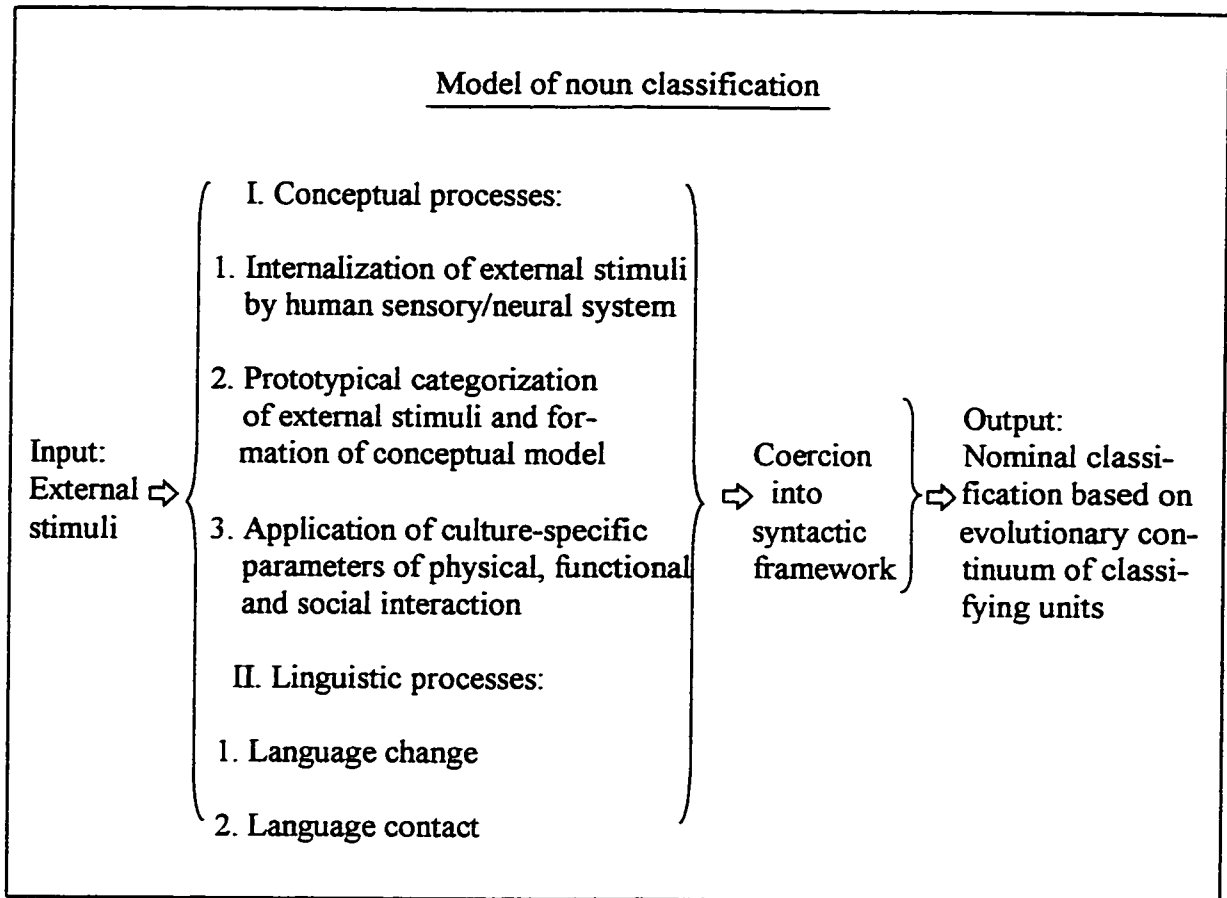 Model of noun classification
Input:
External
stimuli
I. Conceptual processes:
1. Internalization of external stimuli
by human sensory/neural system
2. Prototypical categorization
of external stimuli and for-
mation of conceptual model
3. Application of culture-specific
parameters of physical, functional
and social interaction
II. Linguistic processes:
1. Language change
2. Language contact
Coercion
into
syntactic
framework
Output:
Nominal classi-
fication based on
evolutionary con-
tinuum of classi-
fying units